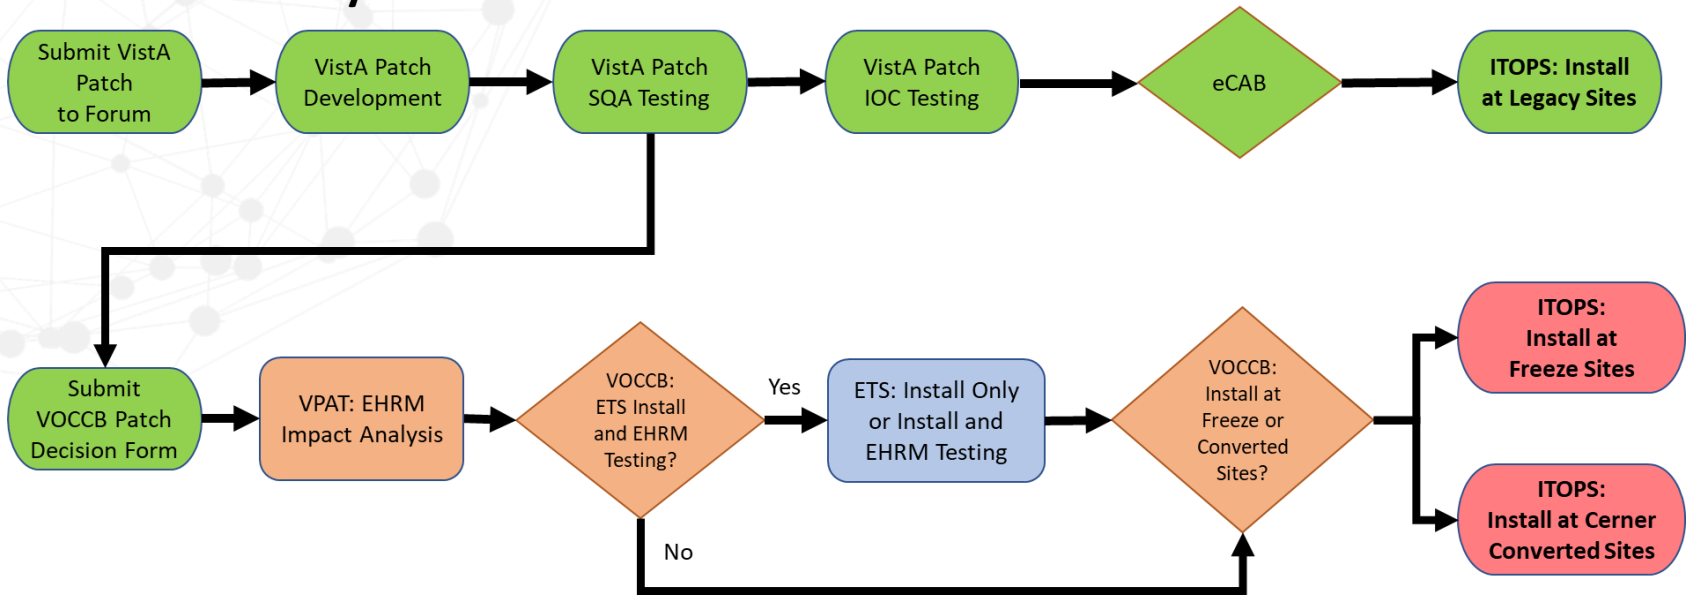 Submit VistA
Patch
to Forum
VistA Patch
Development
VistA Patch
SQA Testing
VistA Patch
IOC Testing
eCAB
ITOPS: Install
at Legacy Sites
Submit
VOCCB Patch
Decision Form
VPAT: EHRM
Impact Analysis
VOCCB:
ETS Install
and EHRM
Testing?
Yes
No
ETS: Install Only
or Install and
EHRM Testing
VOCCB:
Install at
Freeze or
Converted
Sites?
ITOPS:
Install at
Freeze Sites
ITOPS:
Install at Cerner
Converted Sites